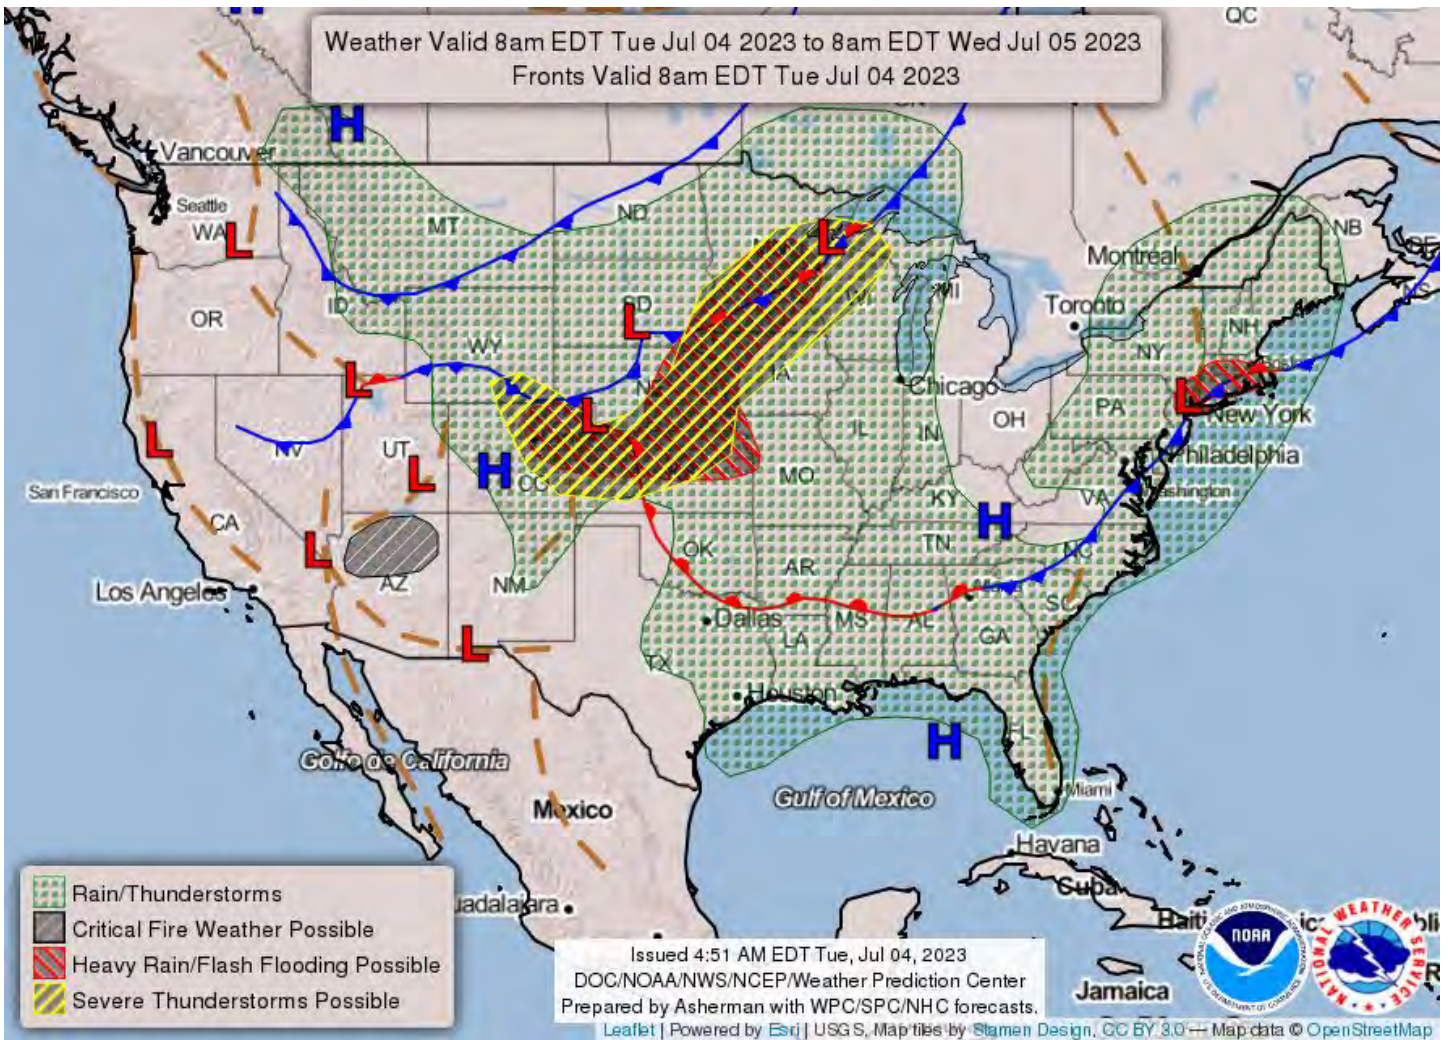 QC
Weather Valid 8am EDT Tue Jul 04 2023 to 8am EDT Wed Jul 05 2023
Fronts Valid 8am EDT Tue Jul 04 2023
H
Vancouver
Seattle
WA
L
MT
ND
L
Montreal
NB
NS
OR
ID
SD
L
WI
MI
Toronto
NH
WY
NY
Boston
L
IA
Chicago
PA
L
New York
L
NV
UT
L
H
CO
L
IL
IN
OH
Philadelphia
San Francisco
MO
KY
VA
Washington
CA
H
L
OK
TN
NC
Los Angeles
AZ
NM
AR
SC
Dallas
MS
AL
GA
L
LA
TX
Houston
FL
H
Golfo de California
Gulf of Mexico
Miami
Mexico
Havana
Cuba
Rain/Thunderstorms
Critical Fire Weather Possible
Heavy Rain/Flash Flooding Possible
Severe Thunderstorms Possible
uadalajara
Haiti
Jamaica
Issued 4:51 AM EDT Tue, Jul 04, 2023
DOC/NOAA/NWS/NCEP/Weather Prediction Center
Prepared by Asherman with WPC/SPC/NHC forecasts.
NOAA
NATIONAL WEATHER SERVICE
Leaflet | Powered by Esri | USGS, Map tiles by Stamen Design, CC BY 3.0 — Map data © OpenStreetMap